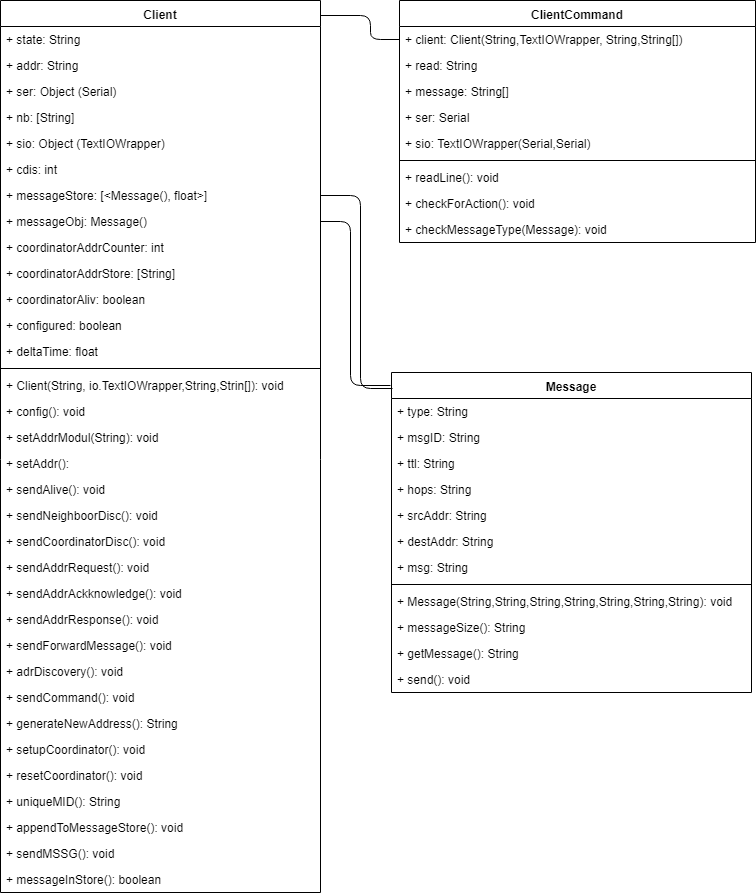 Client
+ state: String
+ addr: String
+ ser: Object (Serial)
+ nb: [String]
+ sio: Object (TextIOWrapper)
+ cdis: int
+ messageStore: [<Message(), float>]
+ messageObj: Message()
+ coordinatorAddrCounter: int
+ coordinatorAddrStore: [String]
+ coordinatorAliv: boolean
+ configured: boolean
+ deltaTime: float
+ Client(String, io.TextIOWrapper,String,Strin[]): void
+ config(): void
+ setAddrModul(String): void
+ setAddr():
+ sendAlive(): void
+ sendNeighboorDisc(): void
+ sendCoordinatorDisc(): void
+ sendAddrRequest(): void
+ sendAddrAckknowledge(): void
+ sendAddrResponse(): void
+ sendForwardMessage(): void
+ adrDiscovery(): void
+ sendCommand(): void
+ generateNewAddress(): String
+ setupCoordinator(): void
+ resetCoordinator(): void
+ uniqueMID(): String
+ appendToMessageStore(): void
+ sendMSSG(): void
+ messageInStore(): boolean
ClientCommand
+ client: Client(String,TextIOWrapper, String,String[])
+ read: String
+ message: String[]
+ ser: Serial
+ sio: TextIOWrapper(Serial,Serial)
+ readLine(): void
+ checkForAction(): void
+ checkMessageType(Message): void
Message
+ type: String
+ msgID: String
+ ttl: String
+ hops: String
+ srcAddr: String
+ destAddr: String
+ msg: String
+ Message(String,String,String,String,String,String,String): void
+ messageSize(): String
+ getMessage(): String
+ send(): void